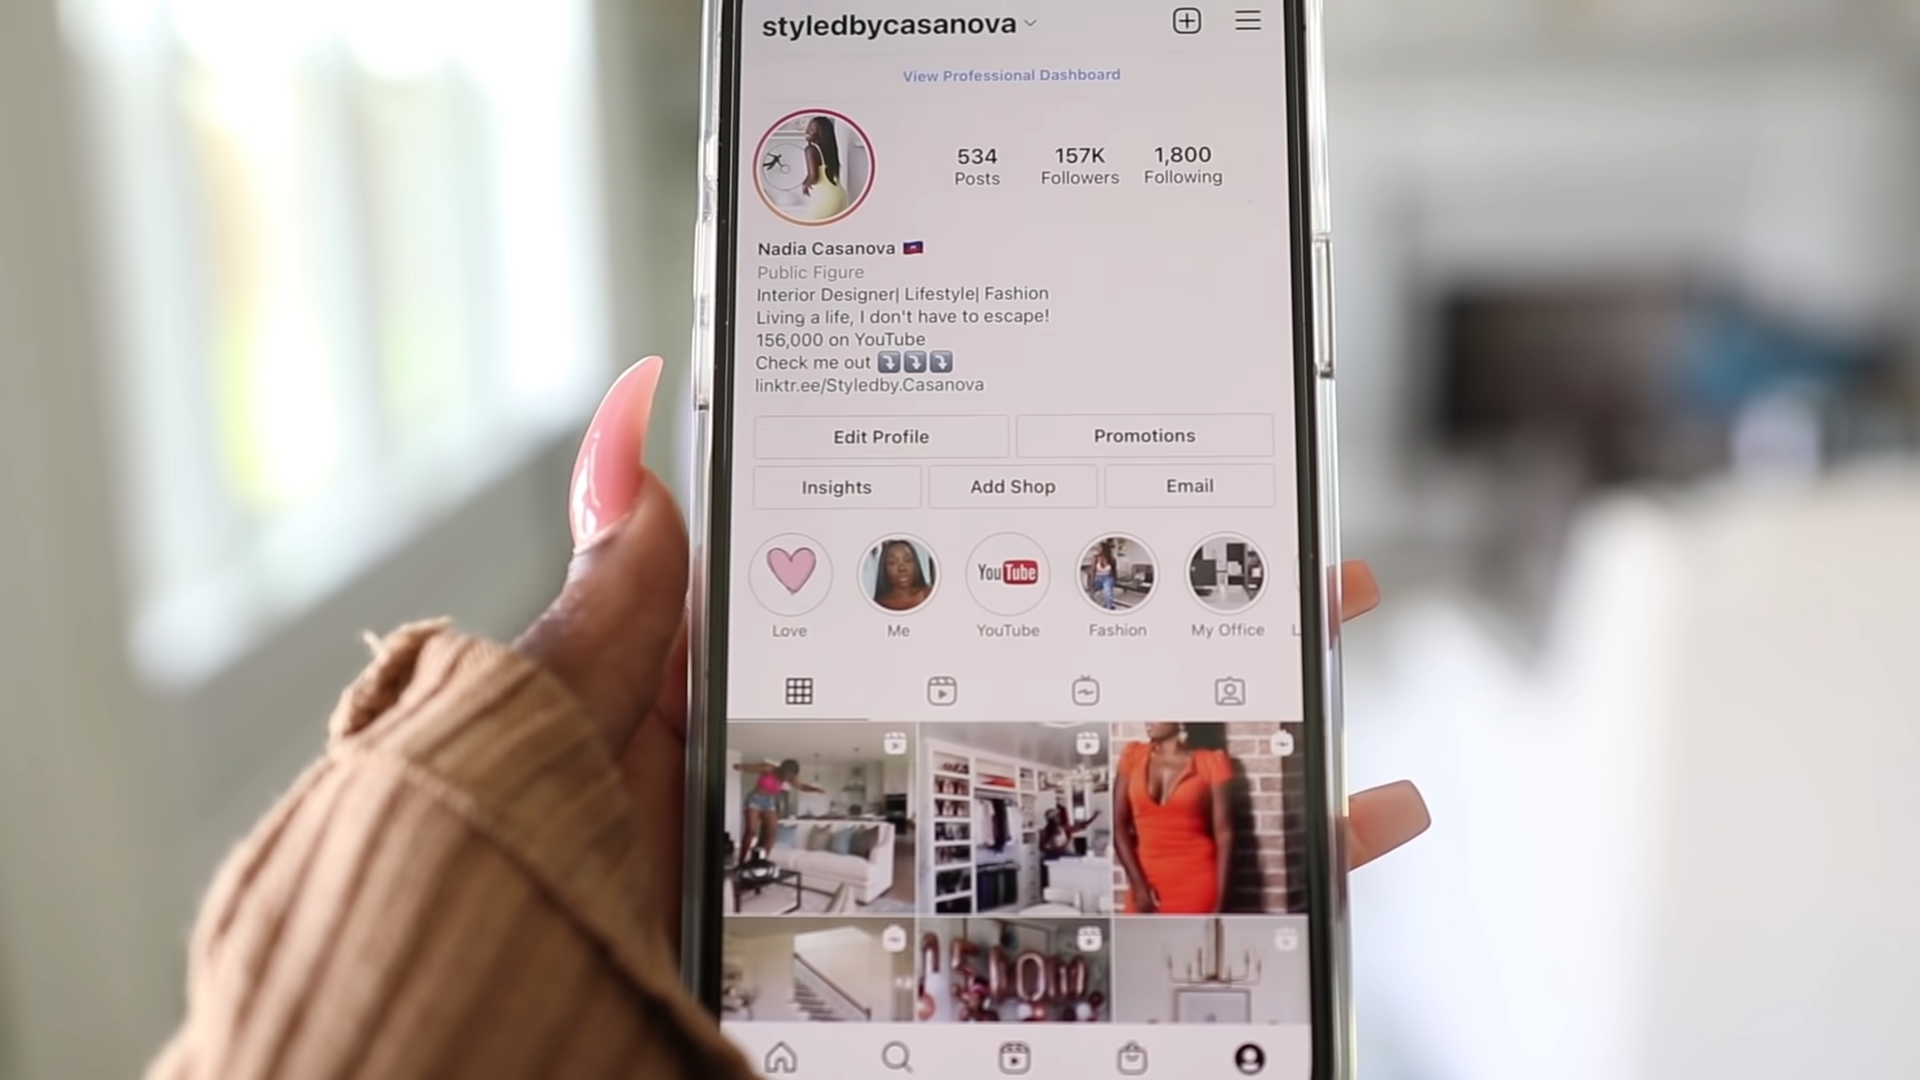 styledbycasanova
View Professional Dashboard
534 157K 1,800
Posts Followers Following
Nadia Casanova
Public Figure
Interior Designer| Lifestyle| Fashion
Living a life, I don't have to escape!
156,000 on YouTube
Check me out
linktr.ee/Styledby.Casanova
Edit Profile Promotions
Insights Add Shop Email
YouTube
Love Me YouTube Fashion My Office